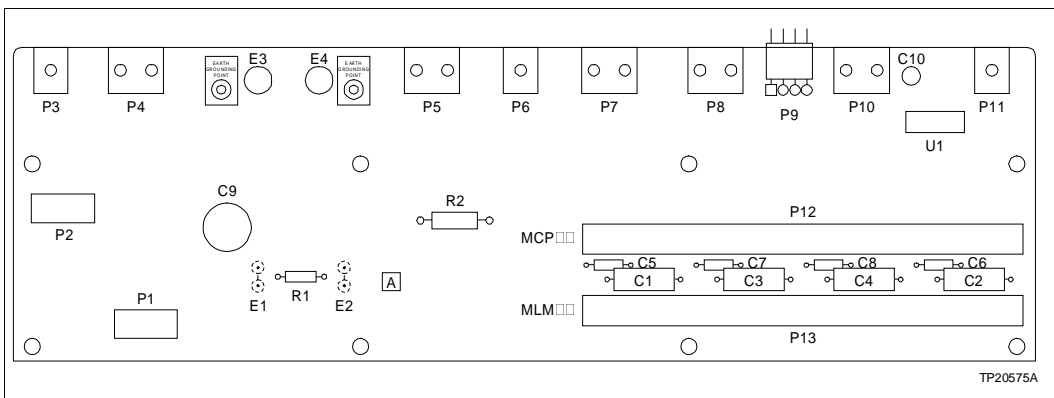 E3 E4 C10
EARTH
GROUNDING
POINT
EARTH
GROUNDING
POINT
P3 P4 P5 P6 P7 P8 P9 P10 P11
U1
C9
R2
P2
P12
MCP□□
C5 C7 C8 C6
A
C1 C3 C4 C2
R1
E1 E2
P1
MLM□□
P13
TP20575A